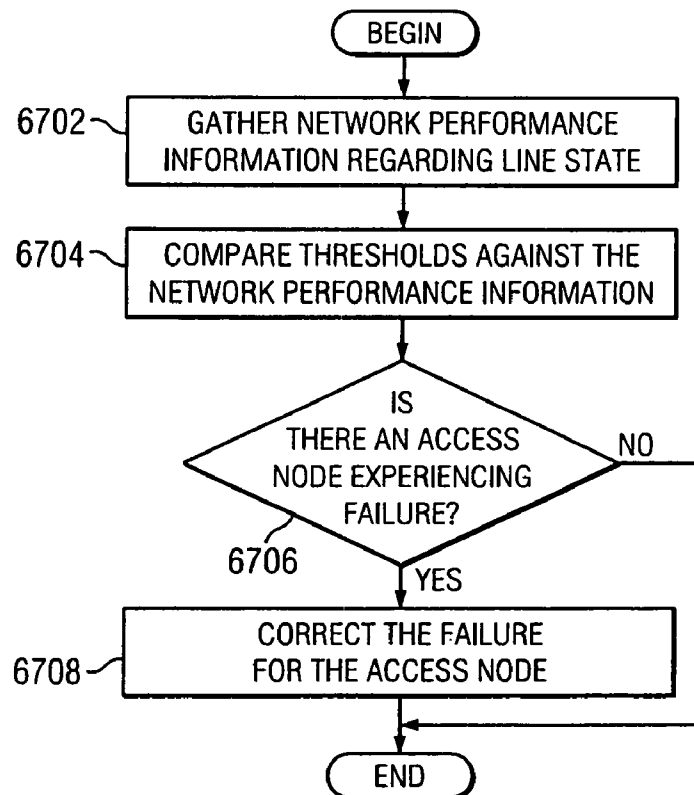 BEGIN
6702
GATHER NETWORK PERFORMANCE
INFORMATION REGARDING LINE STATE
6704
COMPARE THRESHOLDS AGAINST THE
NETWORK PERFORMANCE INFORMATION
IS
THERE AN ACCESS
NODE EXPERIENCING
FAILURE?
NO
6706
YES
6708
CORRECT THE FAILURE
FOR THE ACCESS NODE
END